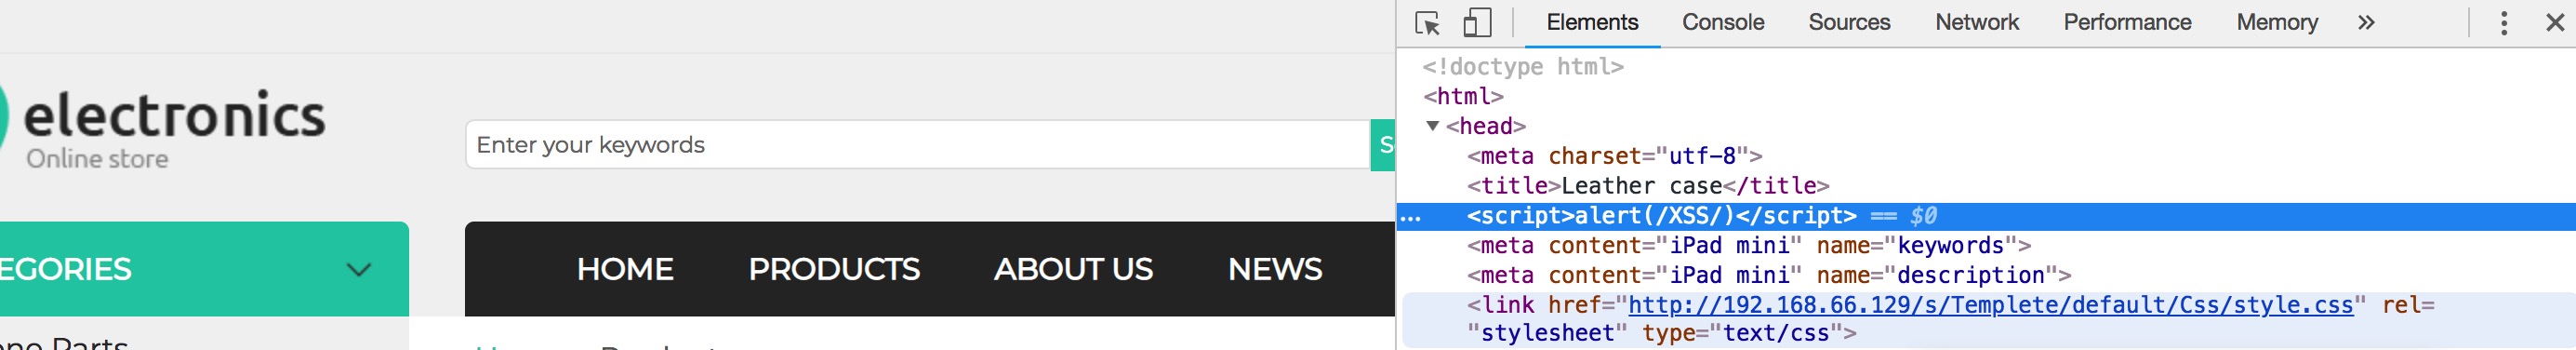 electronics
Online store
Enter your keywords
HOME PRODUCTS ABOUT US NEWS
Elements Console Sources Network Performance Memory »
<!doctype html>
<html>
▼<head>
<meta charset="utf-8">
<title>Leather case</title>
... <script>alert(/XSS/)</script> == $0
<meta content="iPad mini" name="keywords">
<meta content="iPad mini" name="description">
<link href="http://192.168.66.129/s/Templete/default/Css/style.css" rel=
"stylesheet" type="text/css">